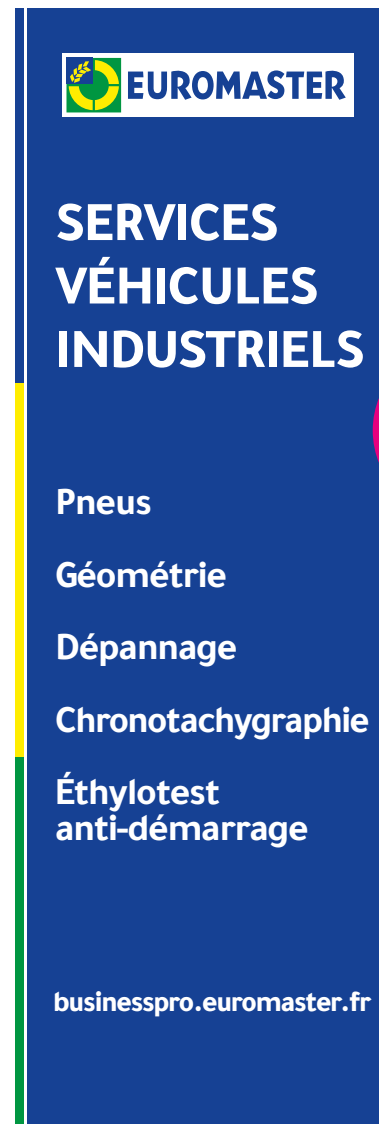 EUROMASTER
SERVICES
VÉHICULES
INDUSTRIELS
Pneus
Géométrie
Dépannage
Chronotachygraphie
Éthylotest
anti-démarrage
businesspro.euromaster.fr